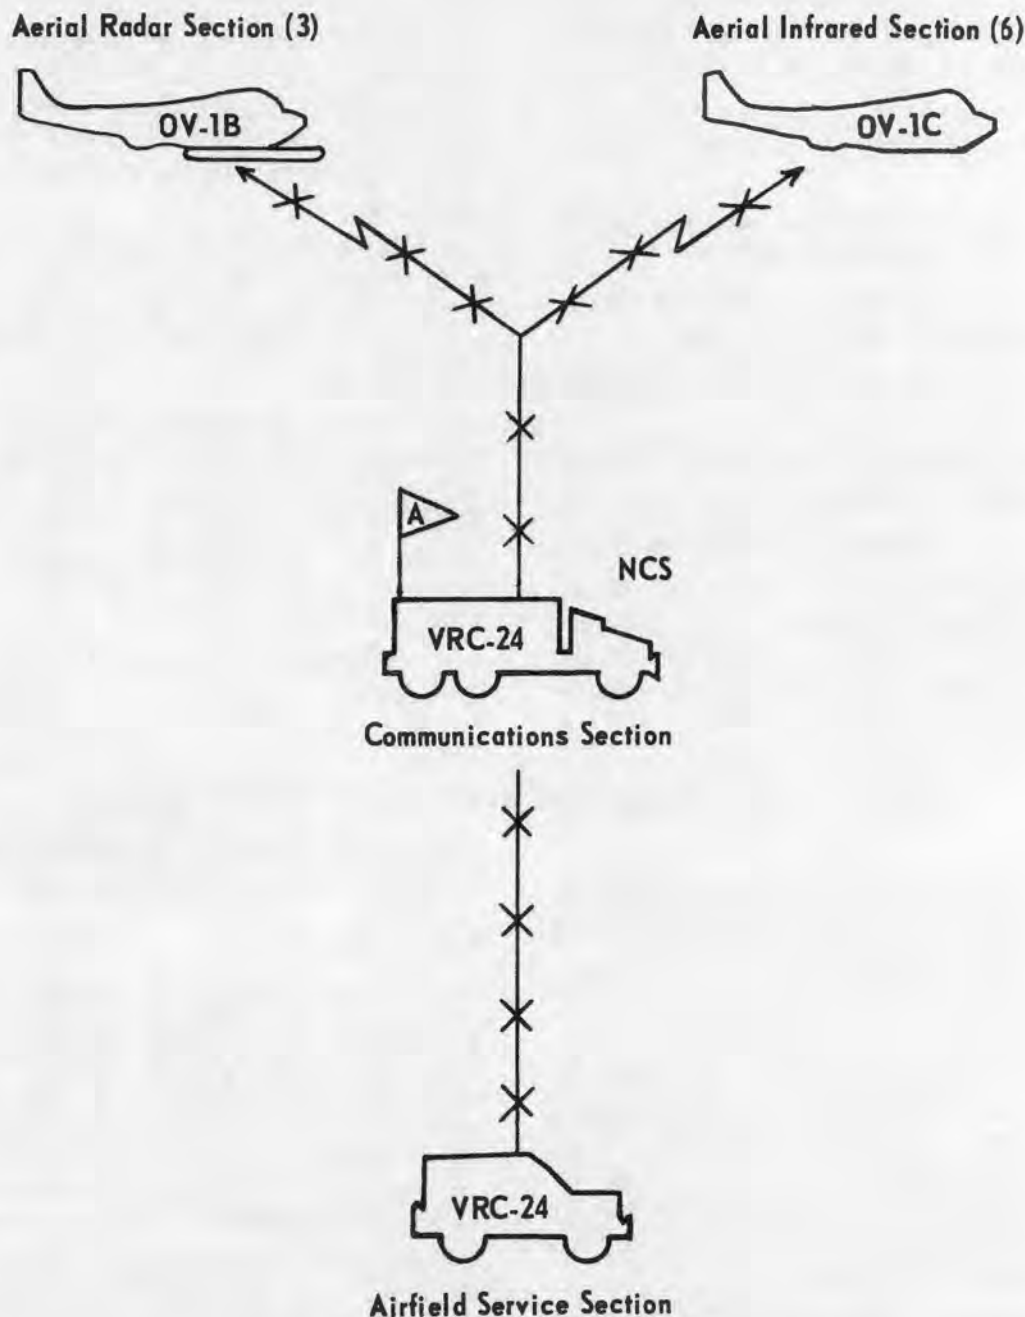 Aerial Radar Section (3)
Aerial Infrared Section (6)
OV-1B
OV-1C
A
NCS
VRC-24
Communications Section
VRC-24
Airfield Service Section